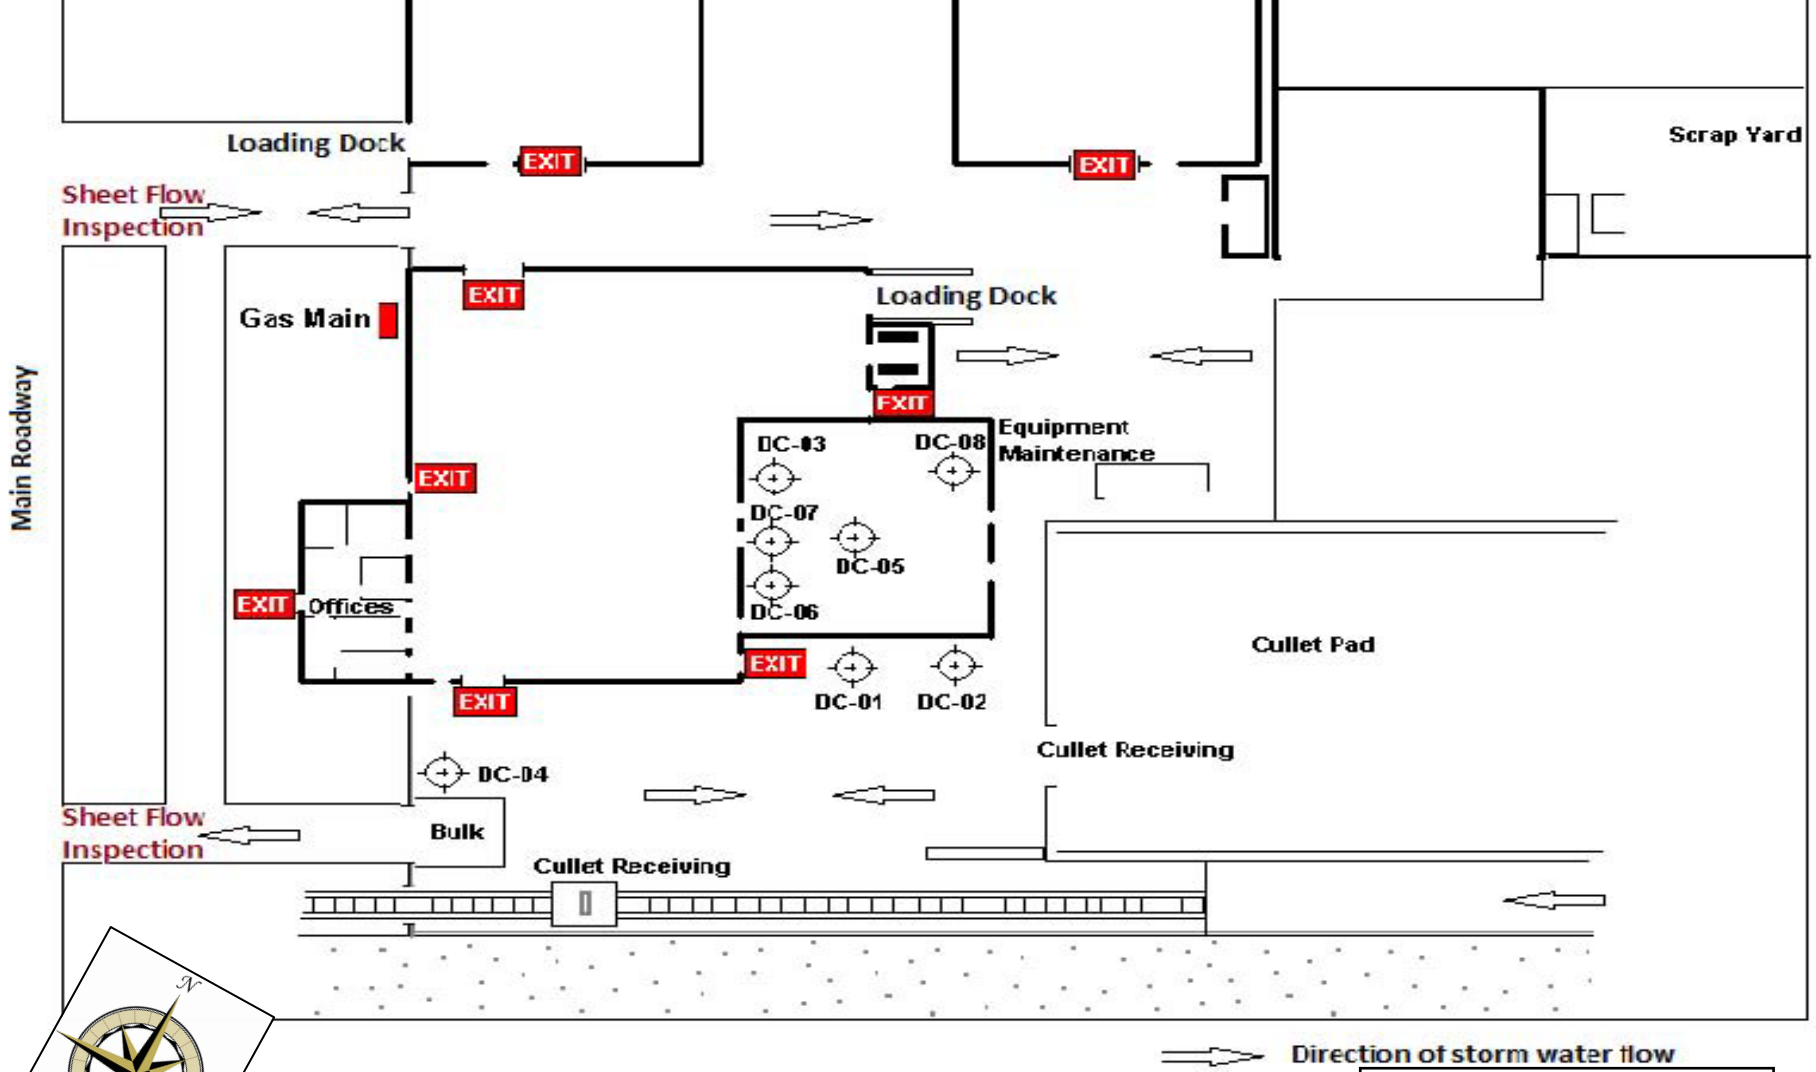 Loading Dock
Scrap Yard
EXIT
EXIT
Sheet Flow
Inspection
Gas Main
EXIT
Loading Dock
EXIT
Main Roadway
Equipment
Maintenance
DC-03
DC-08
EXIT
DC-07
DC-05
EXIT
Offices
DC-06
Cullet Pad
EXIT
EXIT
DC-01
DC-02
Cullet Receiving
DC-04
Sheet Flow
Inspection
Bulk
Cullet Receiving
N
Direction of storm water flow